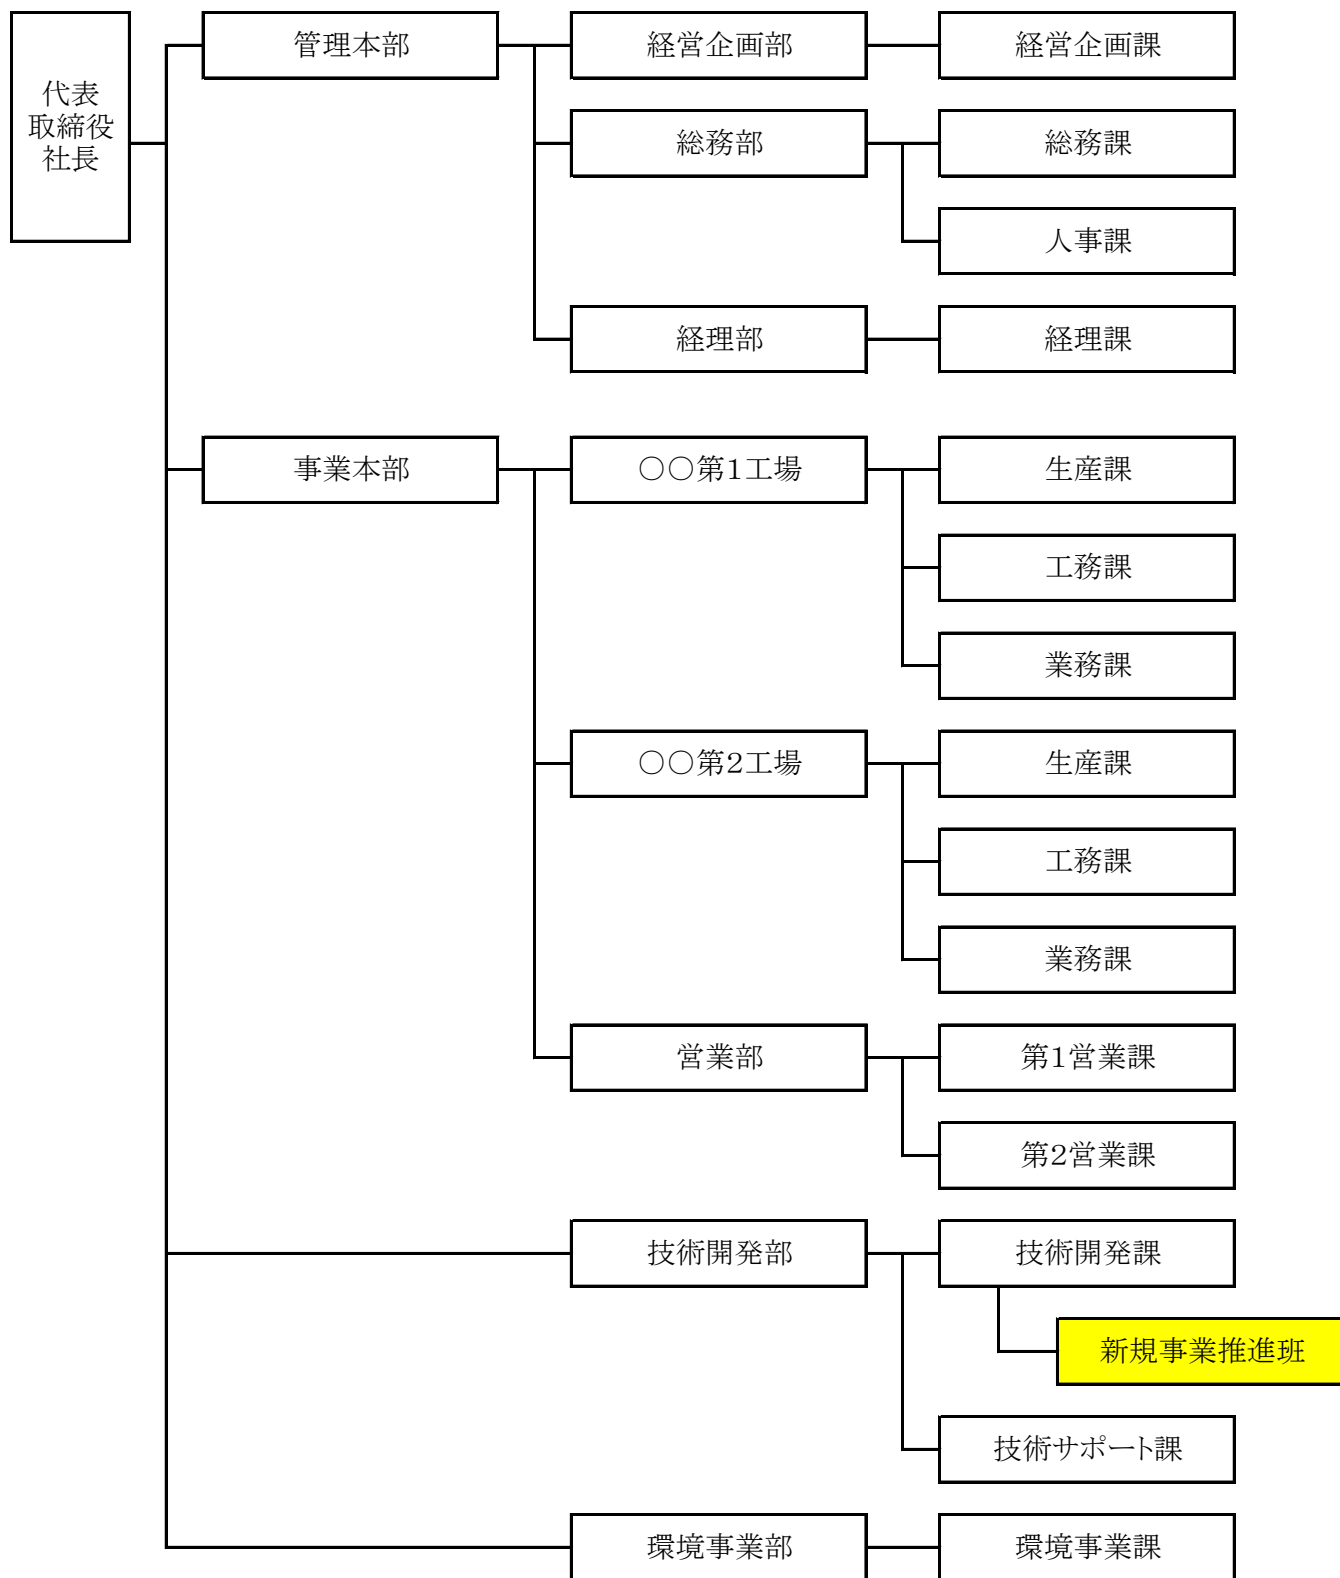 代表
取締役
社長
管理本部
経営企画部
経営企画課
総務部
総務課
人事課
経理部
経理課
事業本部
○○第1工場
生産課
工務課
業務課
○○第2工場
生産課
工務課
業務課
営業部
第1営業課
第2営業課
技術開発部
技術開発課
新規事業推進班
技術サポート課
環境事業部
環境事業課